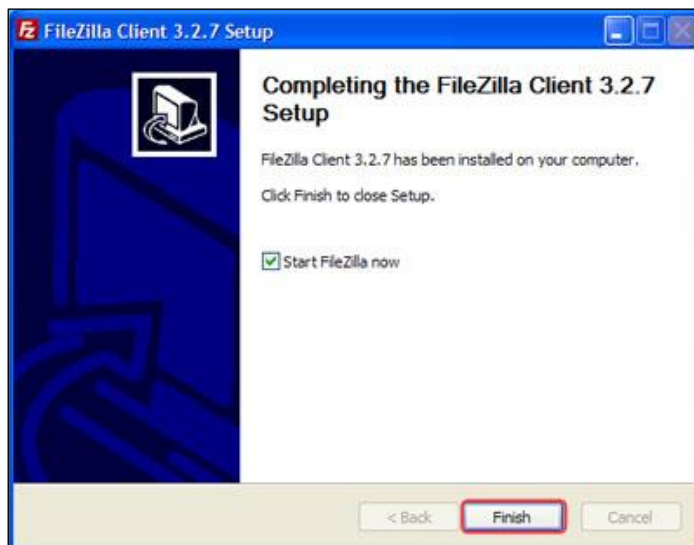 FileZilla Client 3.2.7 Setup
Completing the FileZilla Client 3.2.7
Setup
FileZilla Client 3.2.7 has been installed on your computer.
Click Finish to close Setup.
Start FileZilla now
< Back Finish Cancel